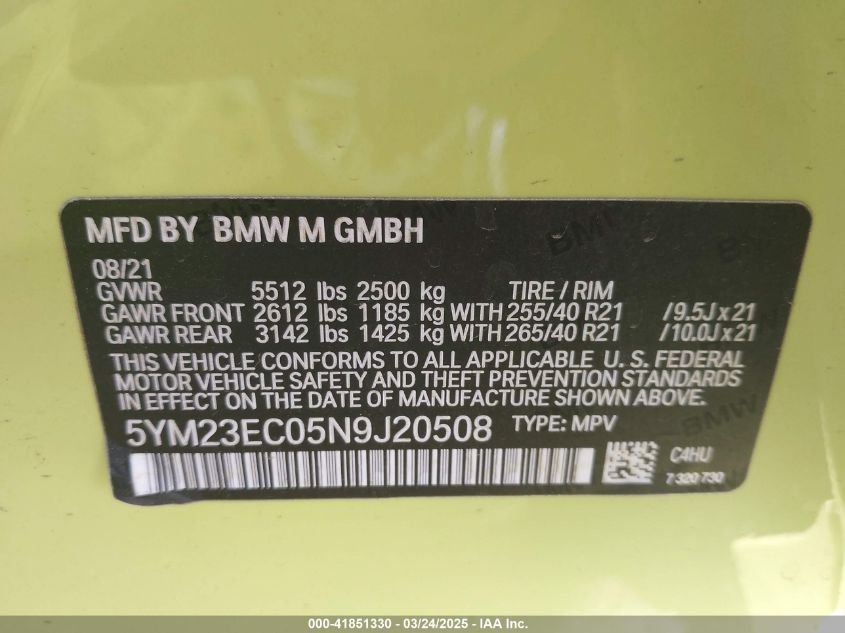 MFD BY BMW M GMBH
08/21
GVWR 5512 lbs 2500 kg TIRE / RIM
GAWR FRONT 2612 lbs 1185 kg WITH 255/40 R21 / 9.5J x 21
GAWR REAR 3142 lbs 1425 kg WITH 265/40 R21 / 10.0J x 21
THIS VEHICLE CONFORMS TO ALL APPLICABLE U.S. FEDERAL
MOTOR VEHICLE SAFETY AND THEFT PREVENTION STANDARDS
IN EFFECT ON THE DATE OF MANUFACTURE SHOWN ABOVE.
5YM23EC05N9J20508 TYPE: MPV
C4HU
7 320 730
BMW
BMW
000-41851330 - 03/24/2025 - IAA Inc.